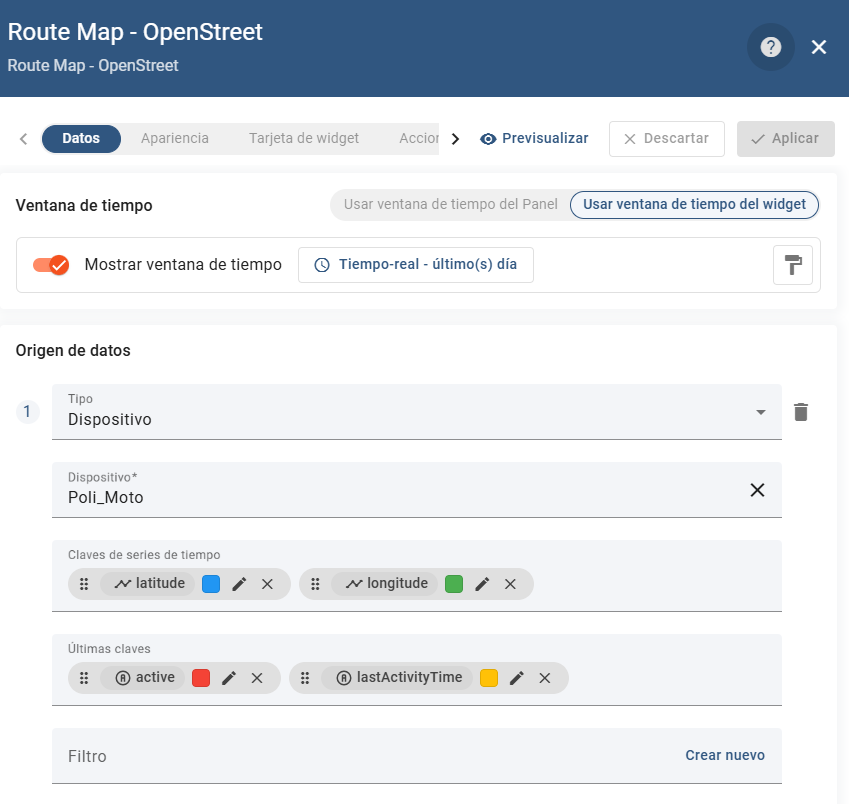 Route Map - OpenStreet
Route Map - OpenStreet
Datos Apariencia Tarjeta de widget Accion Previsualizar Descartar Aplicar
Ventana de tiempo Usar ventana de tiempo del Panel Usar ventana de tiempo del widget
Mostrar ventana de tiempo Tiempo-real - último(s) día
Origen de datos
1
Tipo
Dispositivo
Dispositivo*
Poli_Moto
Claves de series de tiempo
latitude longitude
Últimas claves
active lastActivityTime
Filtro Crear nuevo